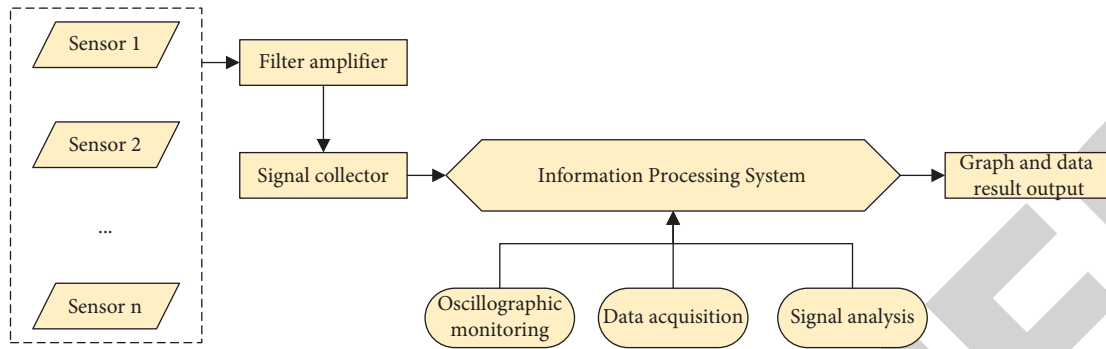 Sensor 1
Sensor 2
...
Sensor n
Filter amplifier
Signal collector
Information Processing System
Graph and data
result output
Oscillographic
monitoring
Data acquisition
Signal analysis